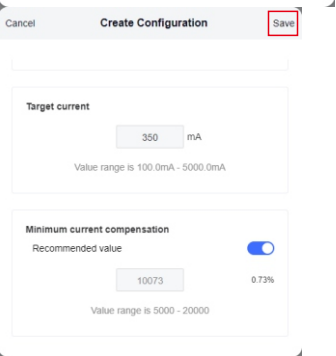 Cancel Create Configuration Save
Target current
350 mA
Value range is 100.0mA - 5000.0mA
Minimum current compensation
Recommended value
10073 0.73%
Value range is 5000 - 20000